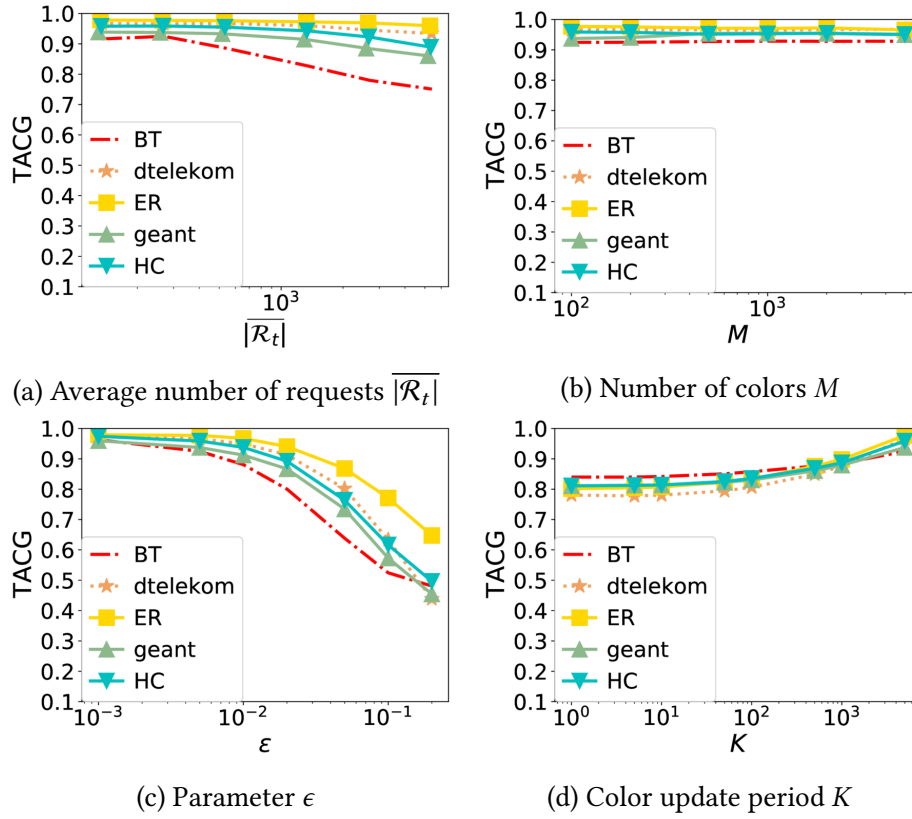 TACG
1.0
0.9
0.8
0.7
0.6
0.5
0.4
0.3
0.2
0.1
BT
dtelekom
ER
geant
HC
10³
|R̅ₜ|
(a) Average number of requests |R̅ₜ|
TACG
1.0
0.9
0.8
0.7
0.6
0.5
0.4
0.3
0.2
0.1
BT
dtelekom
ER
geant
HC
10² 10³
M
(b) Number of colors M
TACG
1.0
0.9
0.8
0.7
0.6
0.5
0.4
0.3
0.2
0.1
BT
dtelekom
ER
geant
HC
10⁻³ 10⁻² 10⁻¹
ε
(c) Parameter ϵ
TACG
1.0
0.9
0.8
0.7
0.6
0.5
0.4
0.3
0.2
0.1
BT
dtelekom
ER
geant
HC
10⁰ 10¹ 10² 10³
K
(d) Color update period K